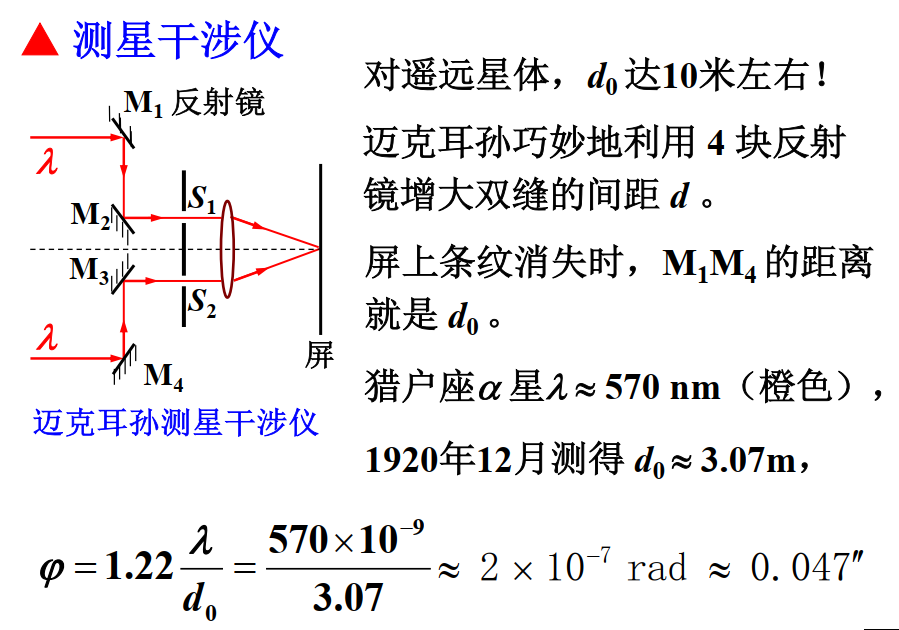 ▲ 测星干涉仪
M₁ 反射镜
λ
M₂
S₁
M₃
S₂
λ
M₄
屏
迈克耳孙测星干涉仪
对遥远星体，d₀ 达10米左右！
迈克耳孙巧妙地利用 4 块反射
镜增大双缝的间距 d 。
屏上条纹消失时，M₁M₄ 的距离
就是 d₀ 。
猎户座α星λ≈570 nm（橙色），
1920年12月测得 d₀≈3.07m，
φ = 1.22 λ/d₀ = 570×10⁻⁹/3.07 ≈ 2 × 10⁻⁷ rad ≈ 0.047″